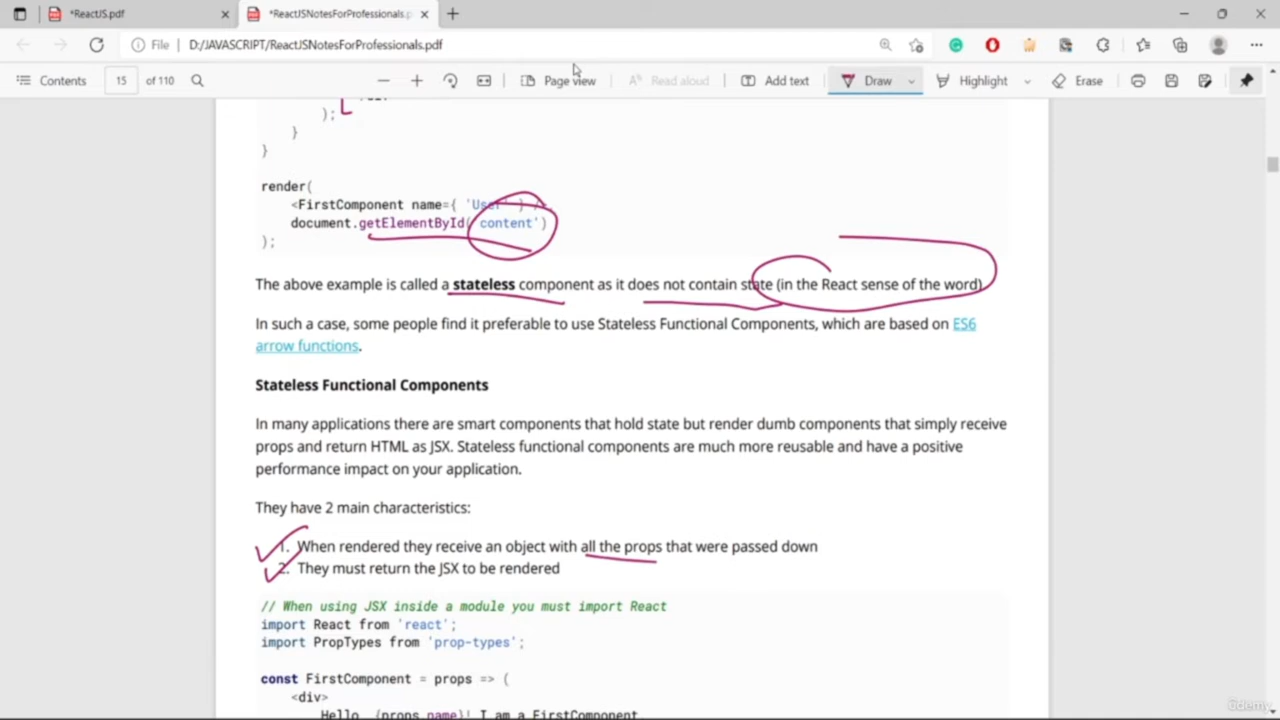 *ReactJS.pdf
*ReactJSNotesForProfessionals.p
File
D:/JAVASCRIPT/ReactJSNotesForProfessionals.pdf
Contents
15
of 110
Page view
Read aloud
Add text
Draw
Highlight
Erase
);
}
}
render(
<FirstComponent name={ 'User' } />,
document.getElementById('content')
);
The above example is called a stateless component as it does not contain state (in the React sense of the word)
In such a case, some people find it preferable to use Stateless Functional Components, which are based on ES6
arrow functions.
Stateless Functional Components
In many applications there are smart components that hold state but render dumb components that simply receive
props and return HTML as JSX. Stateless functional components are much more reusable and have a positive
performance impact on your application.
They have 2 main characteristics:
1. When rendered they receive an object with all the props that were passed down
2. They must return the JSX to be rendered
// When using JSX inside a module you must import React
import React from 'react';
import PropTypes from 'prop-types';
const FirstComponent = props => (
<div>
Hello, {props.name}! I am a FirstComponent.
Udemy